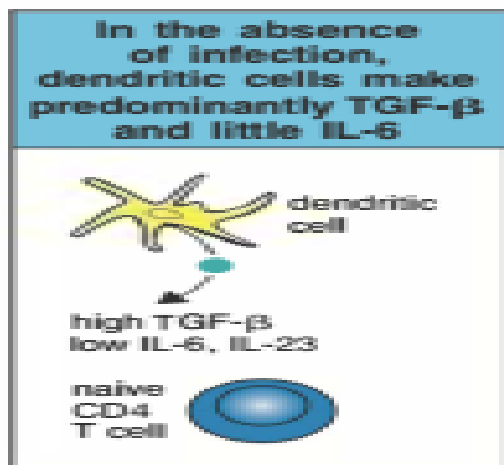 In the absence
of infection,
dendritic cells make
predominantly TGF-β
and little IL-6
dendritic
cell
high TGF-β
low IL-6, IL-23
naive
CD4
T cell